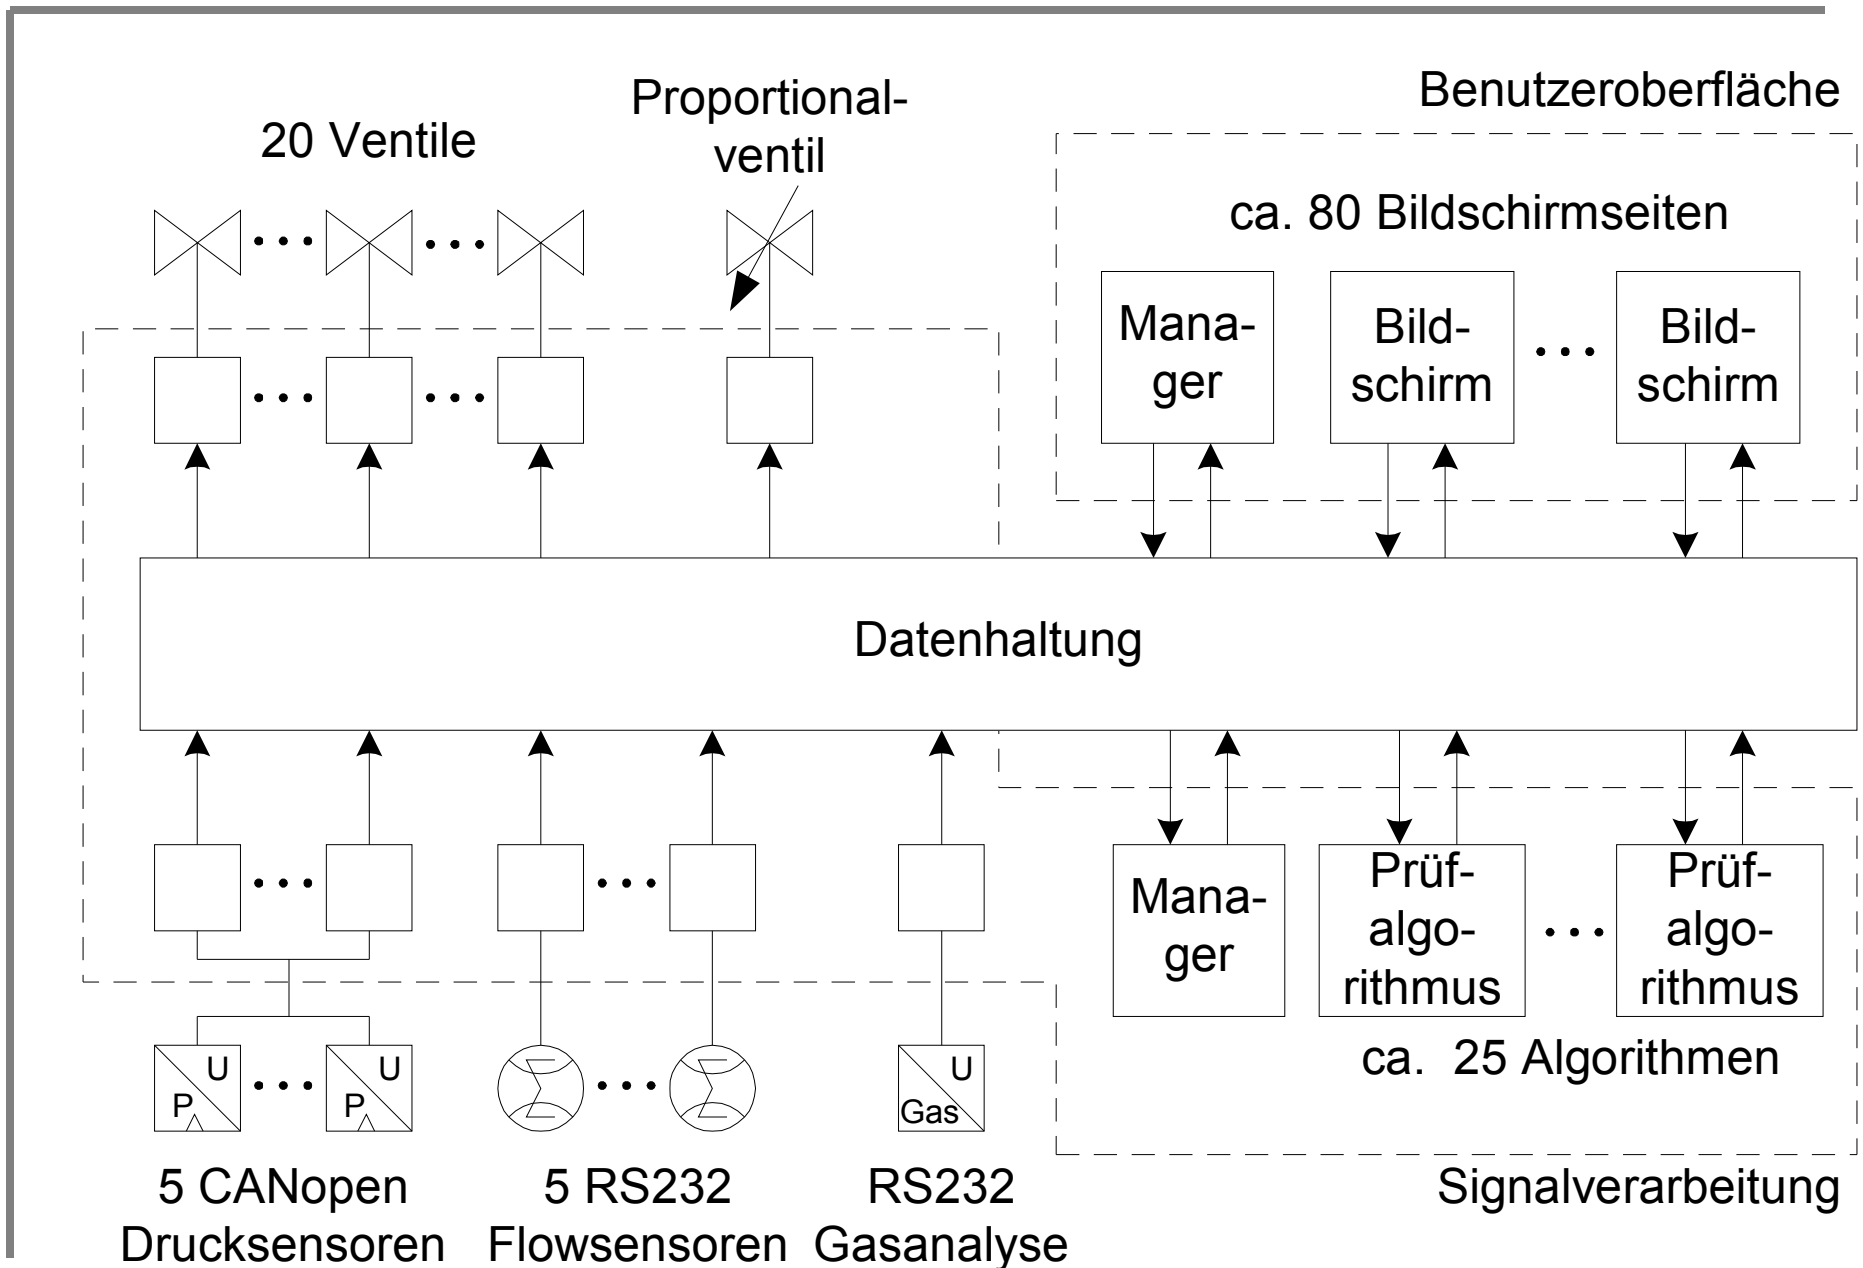 20 Ventile
Proportional-
ventil
Benutzeroberfläche
ca. 80 Bildschirmseiten
Mana-
ger
Bild-
schirm
Bild-
schirm
Datenhaltung
Mana-
ger
Prüf-
algo-
rithmus
Prüf-
algo-
rithmus
ca. 25 Algorithmen
U
P
U
P
U
Gas
5 CANopen
Drucksensoren
5 RS232
Flowsensoren
RS232
Gasanalyse
Signalverarbeitung